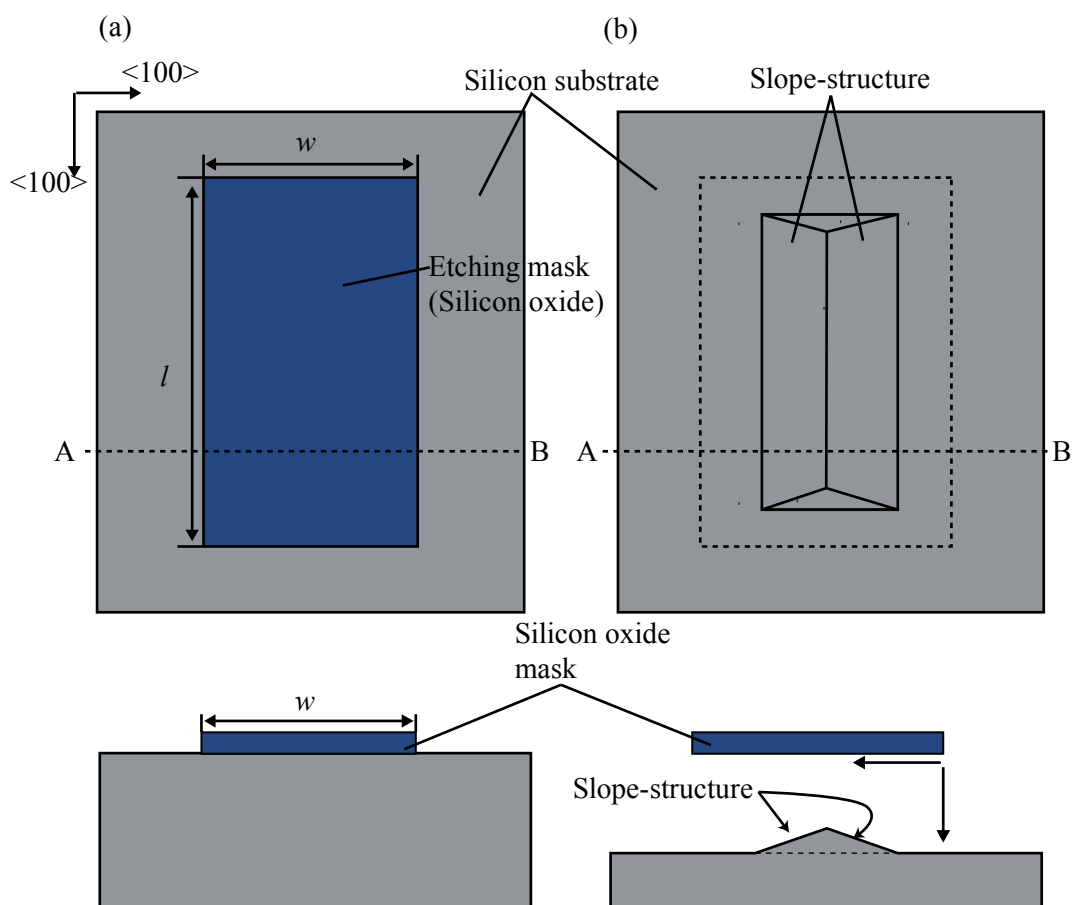 (a)
(b)
<100>
Silicon substrate
Slope-structure
w
<100>
Etching mask
(Silicon oxide)
l
A
B
A
B
Silicon oxide
mask
w
Slope-structure